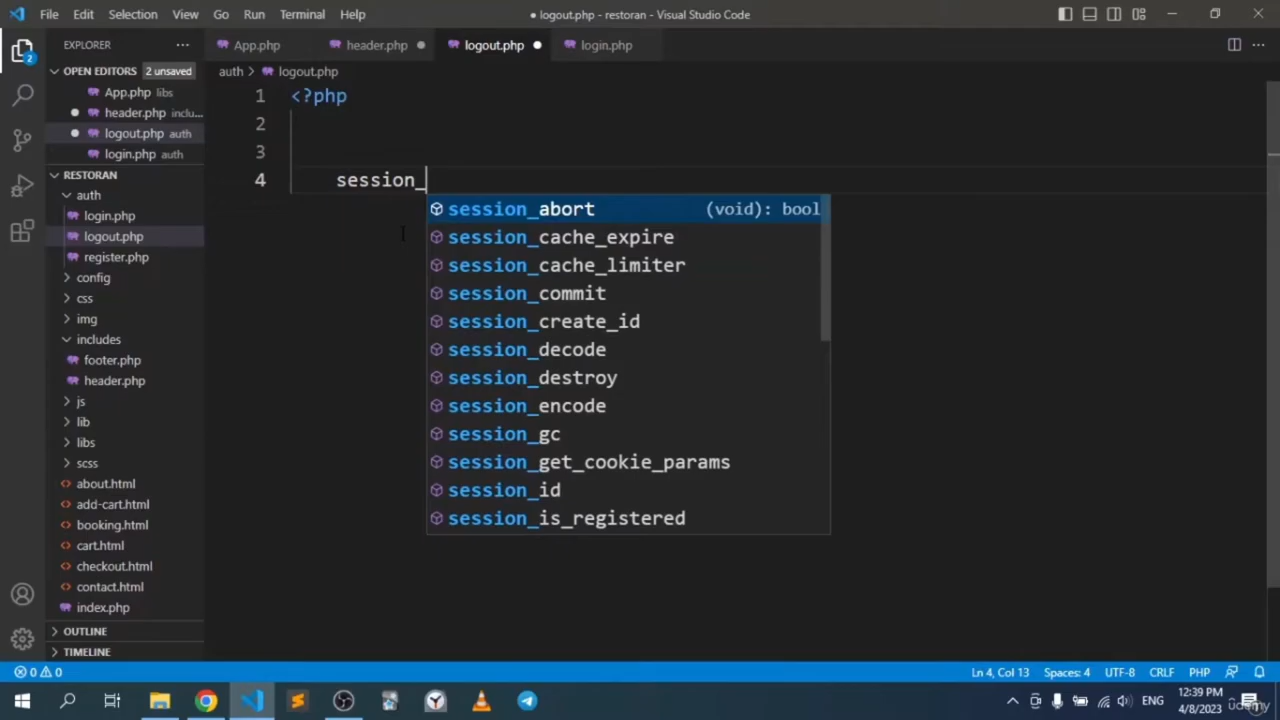 File Edit Selection View Go Run Terminal Help
● logout.php - restoran - Visual Studio Code
EXPLORER
App.php header.php logout.php login.php
OPEN EDITORS 2 unsaved
App.php libs
header.php inclu...
logout.php auth
login.php auth
RESTORAN
auth
login.php
logout.php
register.php
config
css
img
includes
footer.php
header.php
js
lib
libs
scss
about.html
add-cart.html
booking.html
cart.html
checkout.html
contact.html
index.php
OUTLINE
TIMELINE
2
auth > logout.php
1 <?php
2
3
4 session_
session_abort (void): bool
session_cache_expire
session_cache_limiter
session_commit
session_create_id
session_decode
session_destroy
session_encode
session_gc
session_get_cookie_params
session_id
session_is_registered
0 0 Ln 4, Col 13 Spaces: 4 UTF-8 CRLF PHP
ENG 12:39 PM
4/8/2023
udemy